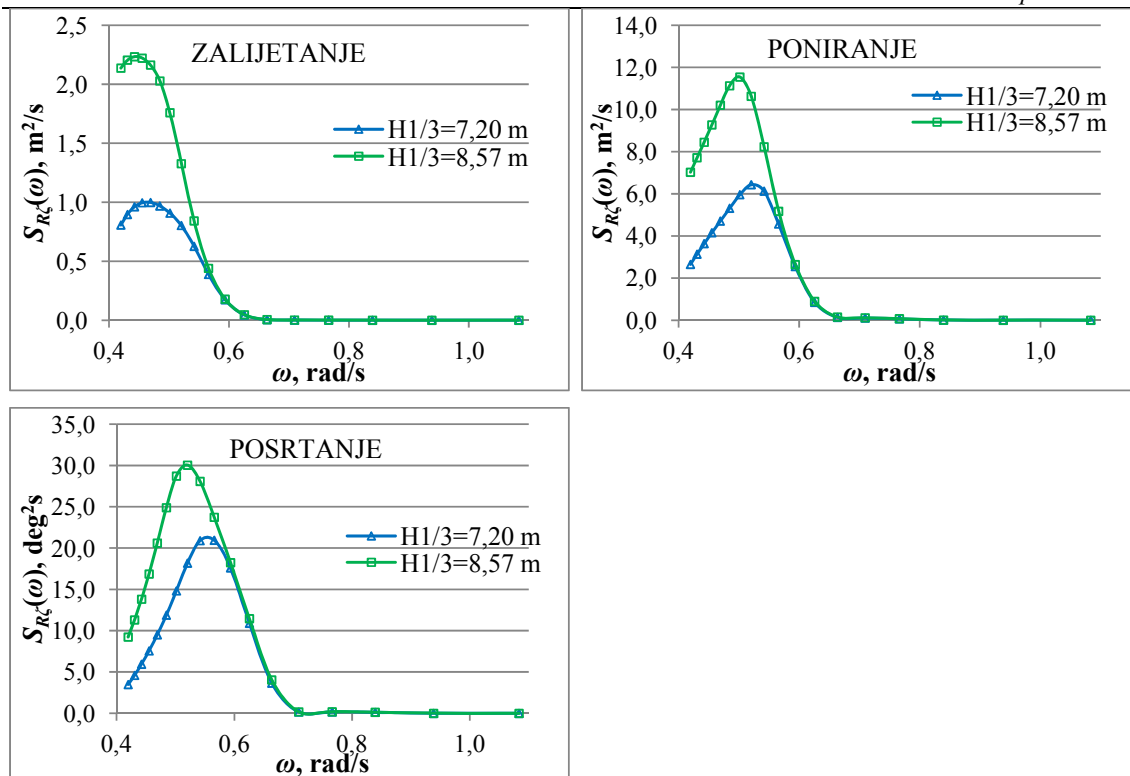 ZALIJETANJE
S_Rζ(ω), m²/s
2,5
2,0
1,5
1,0
0,5
0,0
H1/3=7,20 m
H1/3=8,57 m
0,4 0,6 0,8 1,0
ω, rad/s
PONIRANJE
S_Rζ(ω), m²/s
14,0
12,0
10,0
8,0
6,0
4,0
2,0
0,0
H1/3=7,20 m
H1/3=8,57 m
0,4 0,6 0,8 1,0
ω, rad/s
POSRTANJE
S_Rζ(ω), deg²s
35,0
30,0
25,0
20,0
15,0
10,0
5,0
0,0
H1/3=7,20 m
H1/3=8,57 m
0,4 0,6 0,8 1,0
ω, rad/s